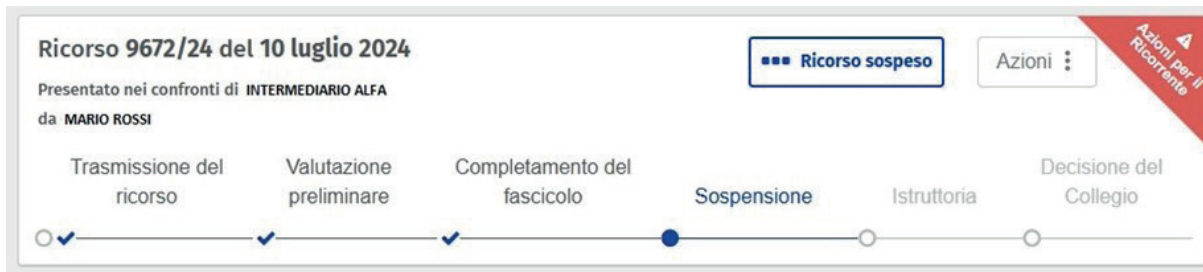 Ricorso 9672/24 del 10 luglio 2024
Ricorso sospeso
Azioni
Azioni per il
Ricorrente
Presentato nei confronti di INTERMEDIARIO ALFA
da MARIO ROSSI
Trasmissione del
ricorso
Valutazione
preliminare
Completamento del
fascicolo
Sospensione
Istruttoria
Decisione del
Collegio